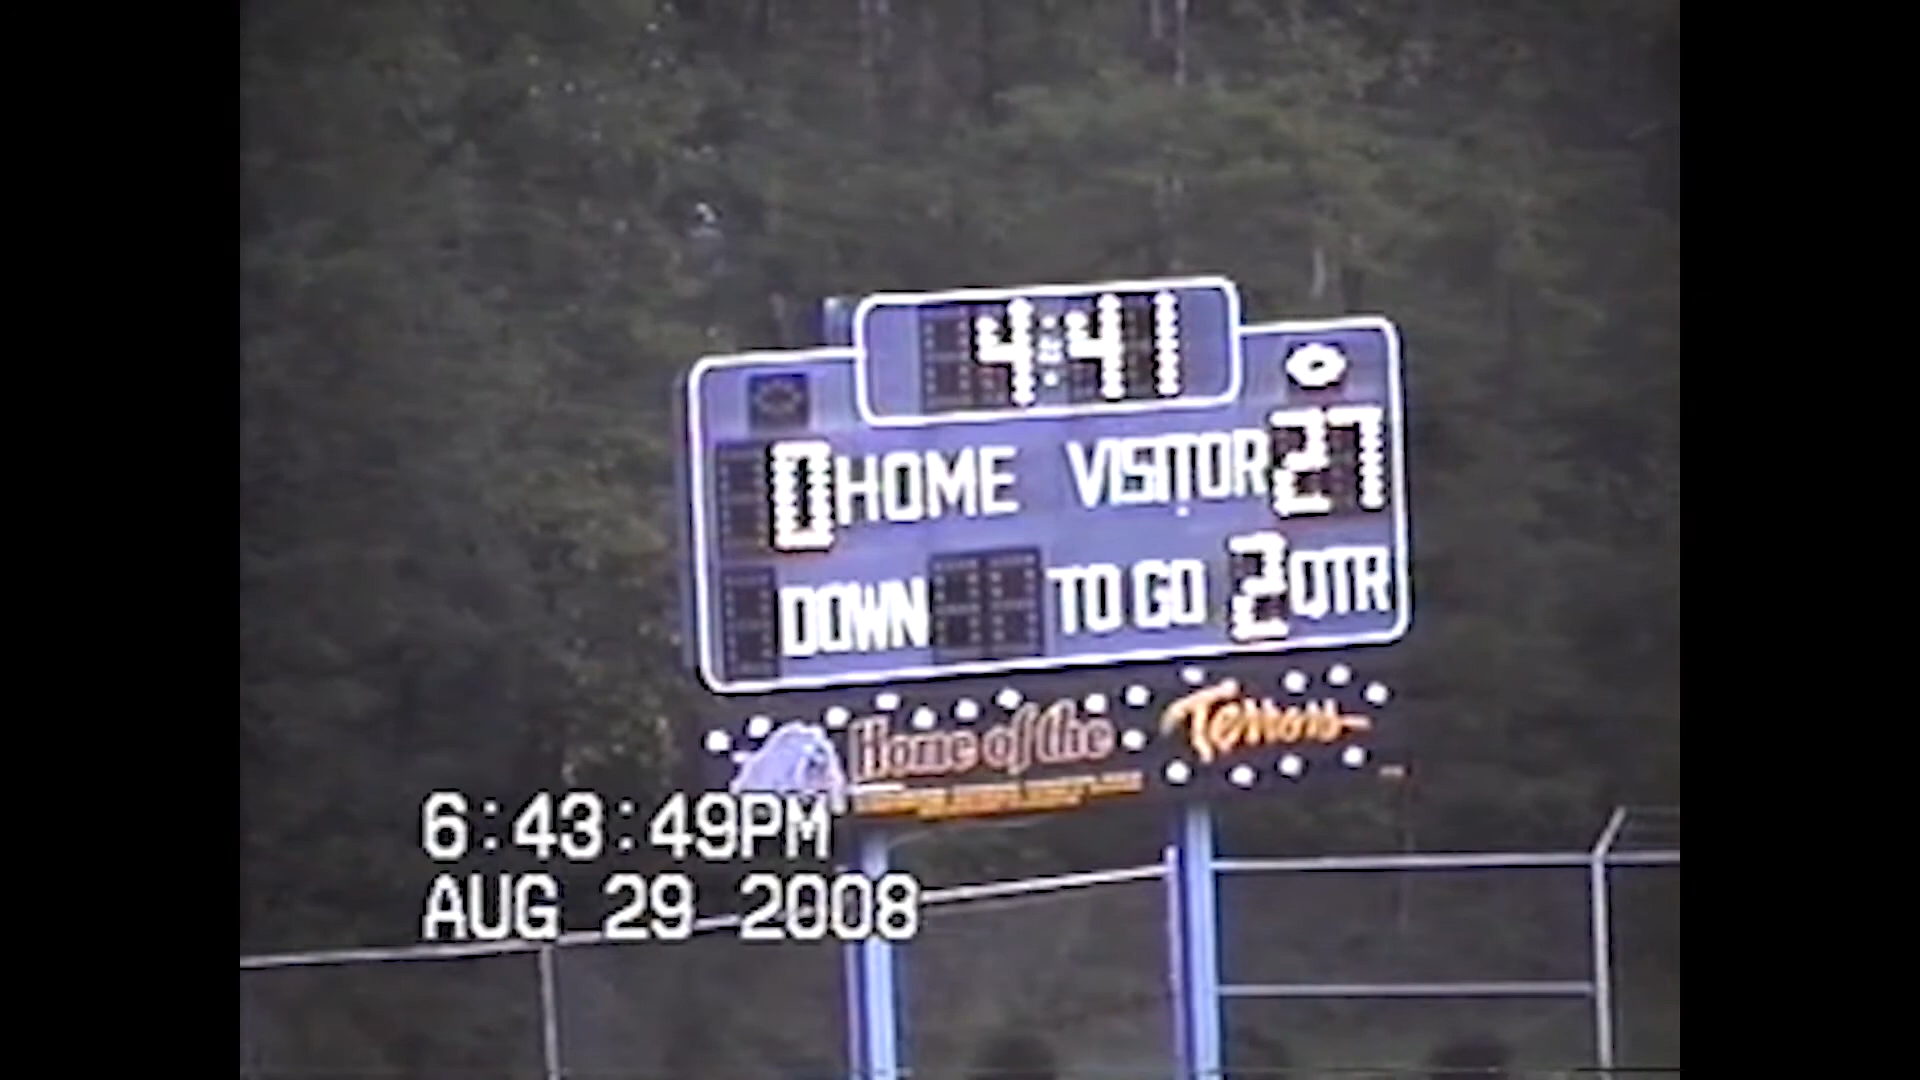 4:41
0 HOME VISITOR 27
DOWN TO GO 2 QTR
Home of the Terrors
6:43:49PM
AUG 29 2008